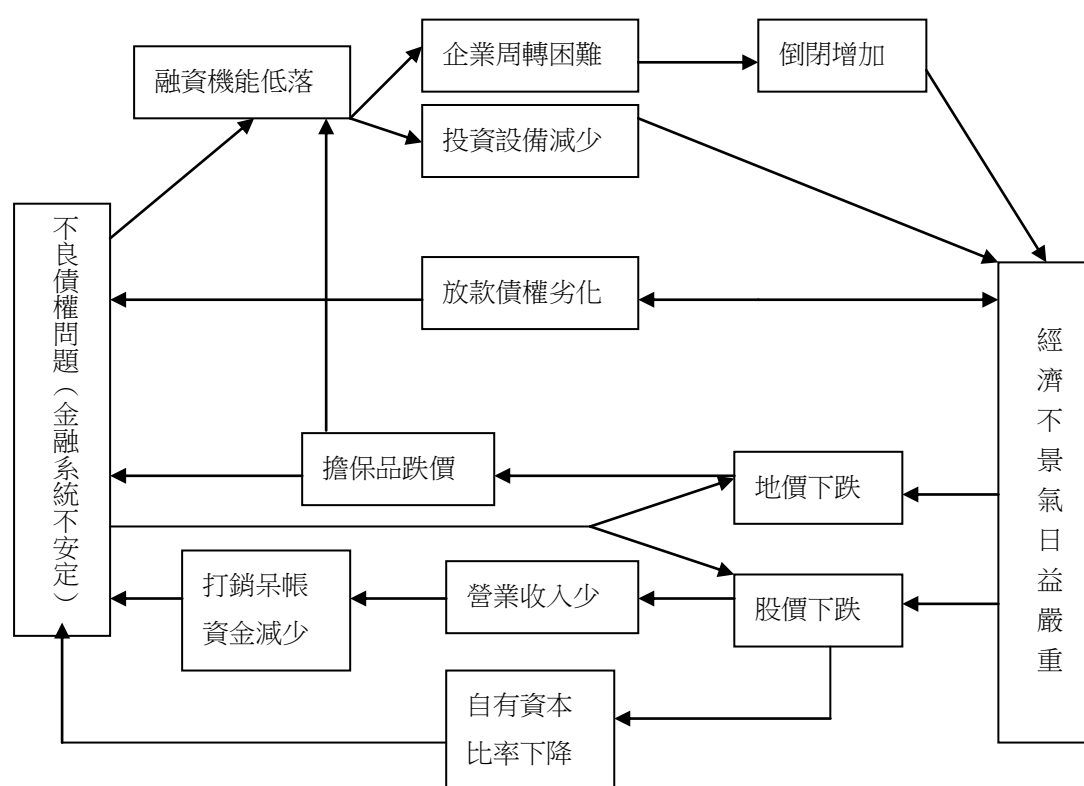 企業周轉困難
倒閉增加
融資機能低落
投資設備減少
不良債權問題（金融系統不安定）
放款債權劣化
經濟不景氣日益嚴重
擔保品跌價
地價下跌
打銷呆帳
資金減少
營業收入少
股價下跌
自有資本
比率下降